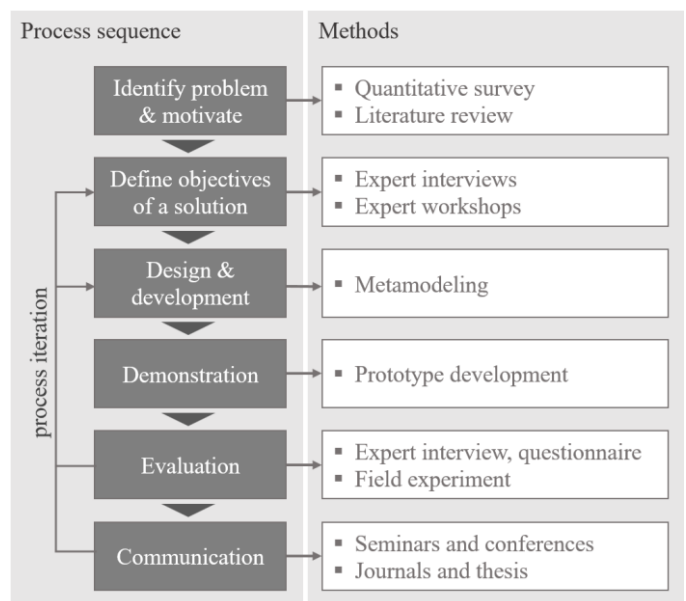 Process sequence
Methods
Identify problem
& motivate
▪ Quantitative survey
▪ Literature review
Define objectives
of a solution
▪ Expert interviews
▪ Expert workshops
Design &
development
▪ Metamodeling
Demonstration
▪ Prototype development
Evaluation
▪ Expert interview, questionnaire
▪ Field experiment
Communication
▪ Seminars and conferences
▪ Journals and thesis
process iteration